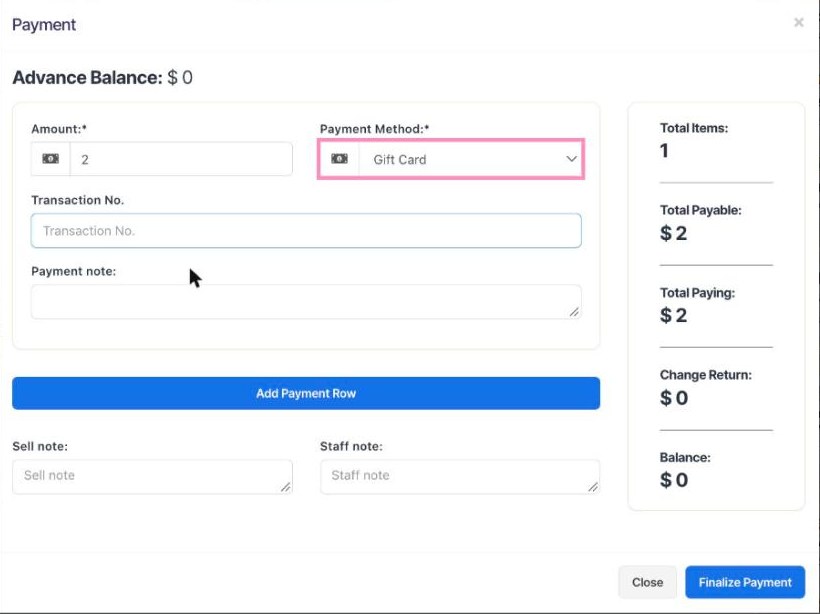 Payment
×
Advance Balance: $ 0
Amount:*
2
Payment Method:*
Gift Card
Transaction No.
Transaction No.
Payment note:
Add Payment Row
Sell note:
Sell note
Staff note:
Staff note
Total Items:
1
Total Payable:
$ 2
Total Paying:
$ 2
Change Return:
$ 0
Balance:
$ 0
Close
Finalize Payment